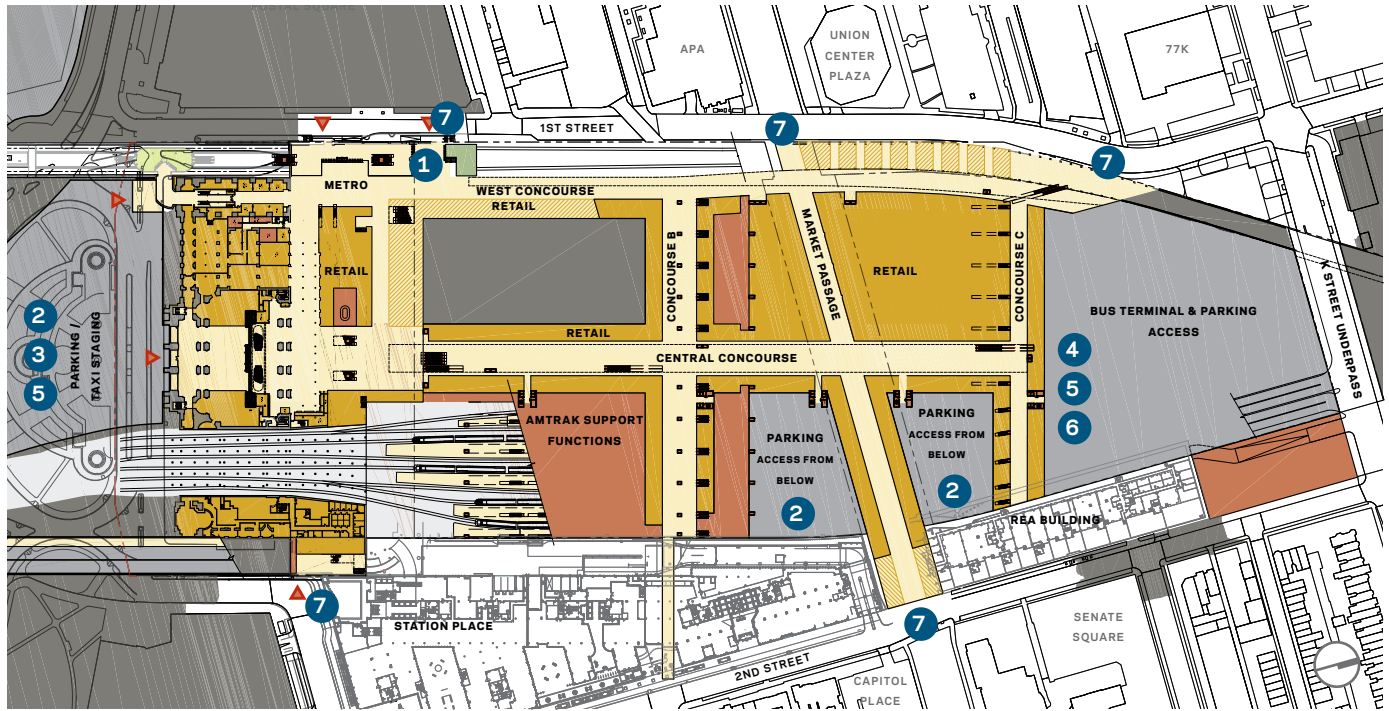 POSTAL SQUARE
APA
UNION
CENTER
PLAZA
77K
7
1ST STREET
7
7
1
METRO
WEST CONCOURSE
RETAIL
CONCOURSE B
MARKET PASSAGE
RETAIL
CONCOURSE C
RETAIL
BUS TERMINAL & PARKING
ACCESS
K STREET UNDERPASS
2
3
5
PARKING /
TAXI STAGING
RETAIL
CENTRAL CONCOURSE
4
5
6
AMTRAK SUPPORT
FUNCTIONS
PARKING
ACCESS FROM
BELOW
2
PARKING
ACCESS FROM
BELOW
2
REA BUILDING
7
STATION PLACE
7
2ND STREET
SENATE
SQUARE
CAPITOL
PLACE